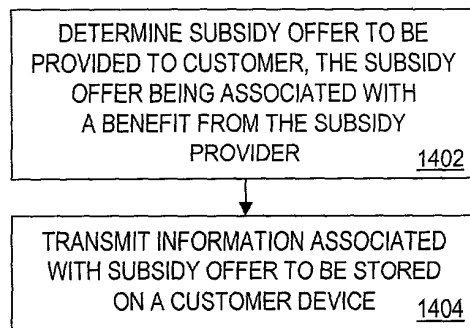 DETERMINE SUBSIDY OFFER TO BE
PROVIDED TO CUSTOMER, THE SUBSIDY
OFFER BEING ASSOCIATED WITH
A BENEFIT FROM THE SUBSIDY
PROVIDER
1402
TRANSMIT INFORMATION ASSOCIATED
WITH SUBSIDY OFFER TO BE STORED
ON A CUSTOMER DEVICE
1404